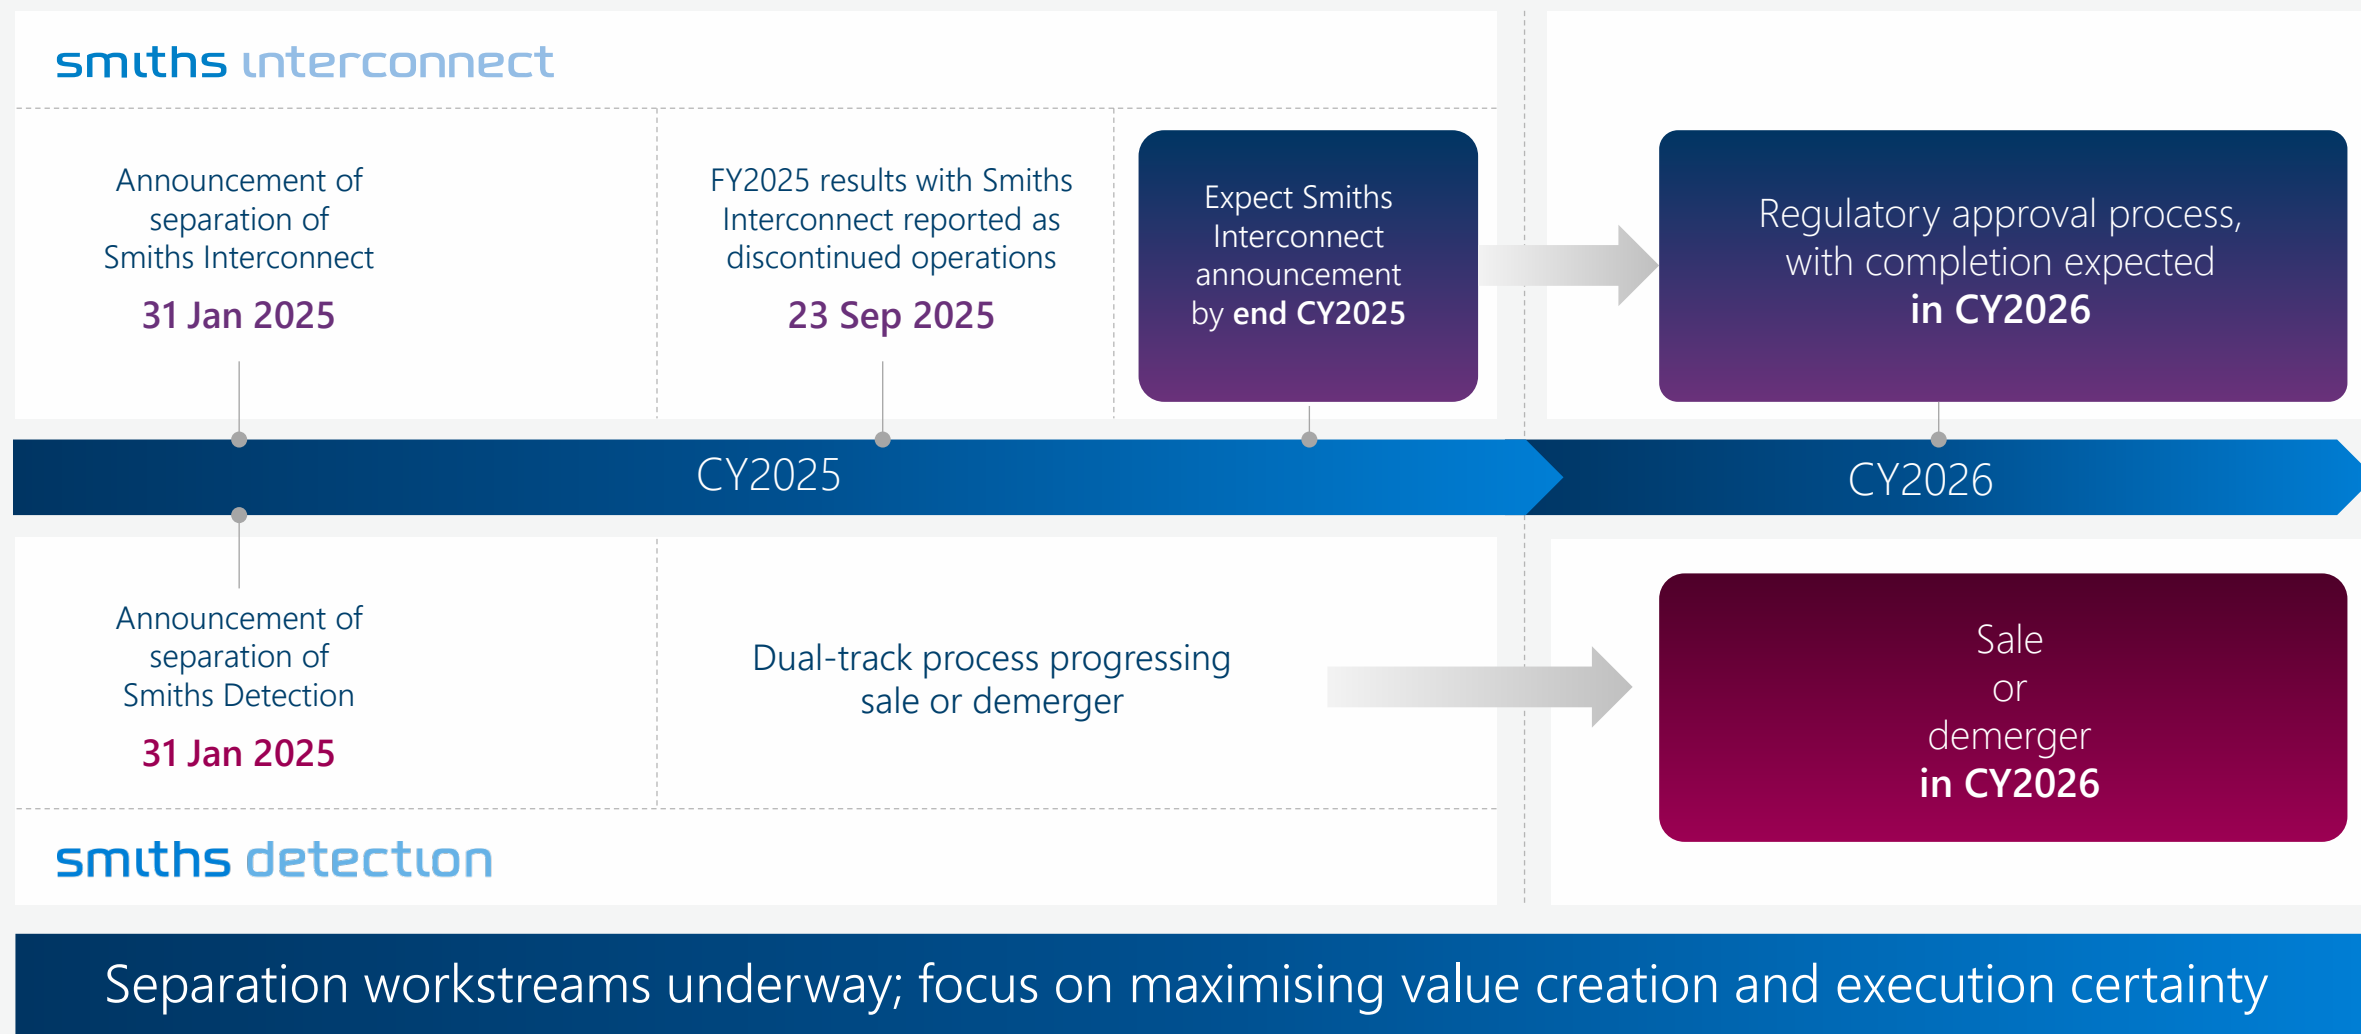 smiths interconnect
Announcement of
separation of
Smiths Interconnect
31 Jan 2025
FY2025 results with Smiths
Interconnect reported as
discontinued operations
23 Sep 2025
Expect Smiths
Interconnect
announcement
by end CY2025
Regulatory approval process,
with completion expected
in CY2026
CY2025
CY2026
Announcement of
separation of
Smiths Detection
31 Jan 2025
Dual-track process progressing
sale or demerger
Sale
or
demerger
in CY2026
smiths detection
Separation workstreams underway; focus on maximising value creation and execution certainty